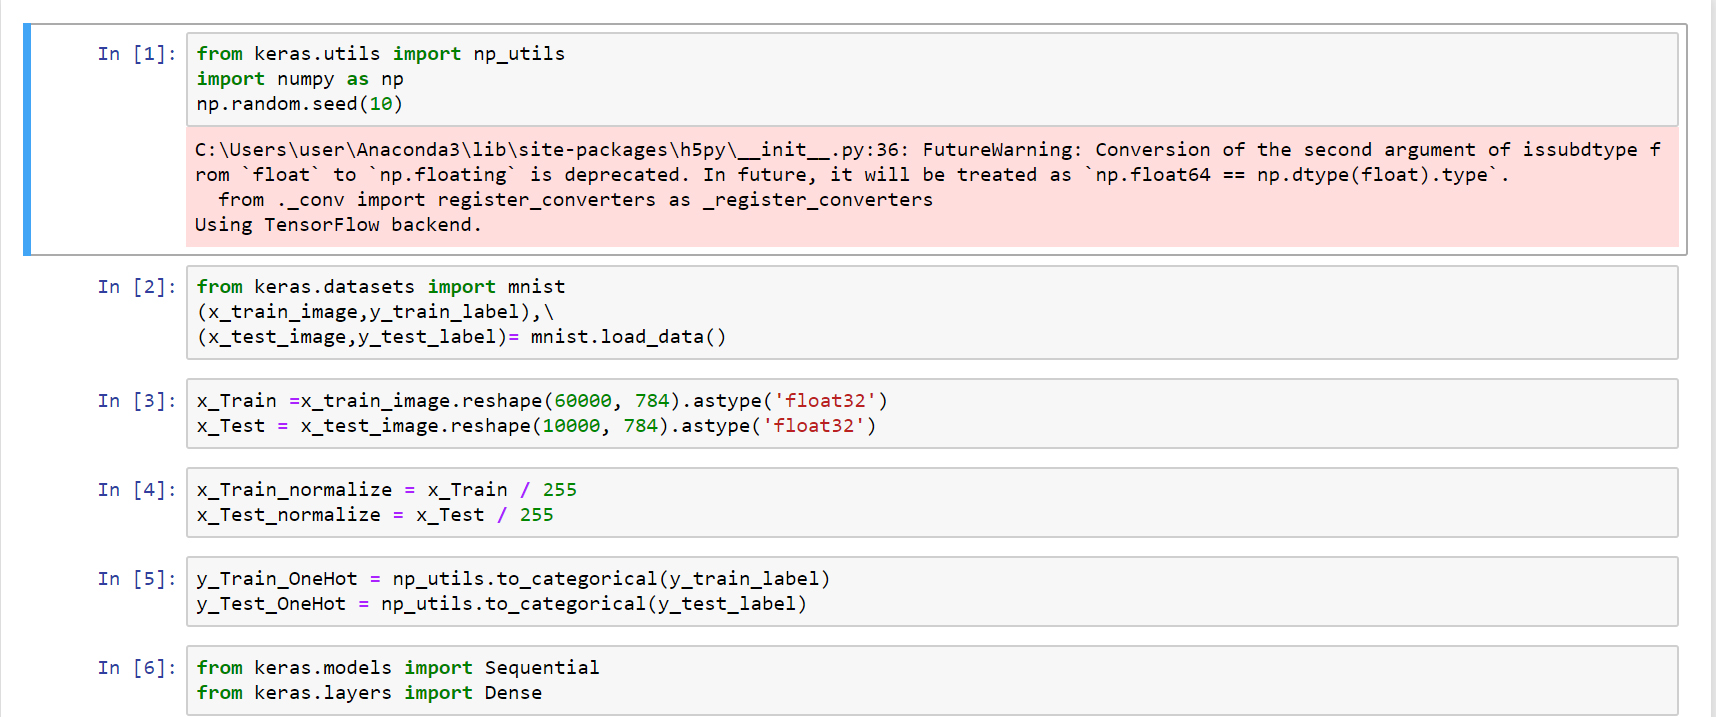 In [1]: from keras.utils import np_utils
import numpy as np
np.random.seed(10)
C:\Users\user\Anaconda3\lib\site-packages\h5py\__init__.py:36: FutureWarning: Conversion of the second argument of issubdtype f
rom `float` to `np.floating` is deprecated. In future, it will be treated as `np.float64 == np.dtype(float).type`.
  from ._conv import register_converters as _register_converters
Using TensorFlow backend.
In [2]: from keras.datasets import mnist
(x_train_image,y_train_label),\
(x_test_image,y_test_label)= mnist.load_data()
In [3]: x_Train =x_train_image.reshape(60000, 784).astype('float32')
x_Test = x_test_image.reshape(10000, 784).astype('float32')
In [4]: x_Train_normalize = x_Train / 255
x_Test_normalize = x_Test / 255
In [5]: y_Train_OneHot = np_utils.to_categorical(y_train_label)
y_Test_OneHot = np_utils.to_categorical(y_test_label)
In [6]: from keras.models import Sequential
from keras.layers import Dense